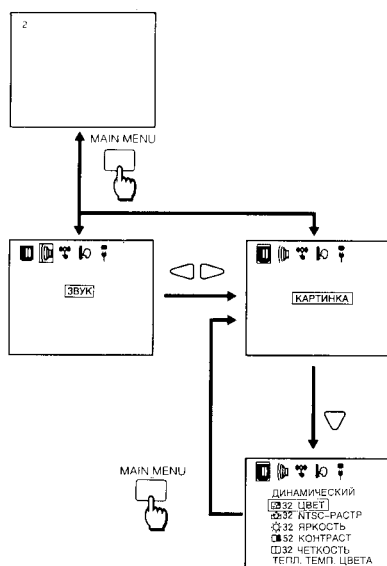 2
MAIN MENU
ЗВУК
КАРТИНКА
MAIN MENU
ДИНАМИЧЕСКИЙ
32 ЦВЕТ
32 NTSC-РАСТР
32 ЯРКОСТЬ
52 КОНТРАСТ
32 ЧЕТКОСТЬ
ТЕПЛ. ТЕМП. ЦВЕТА